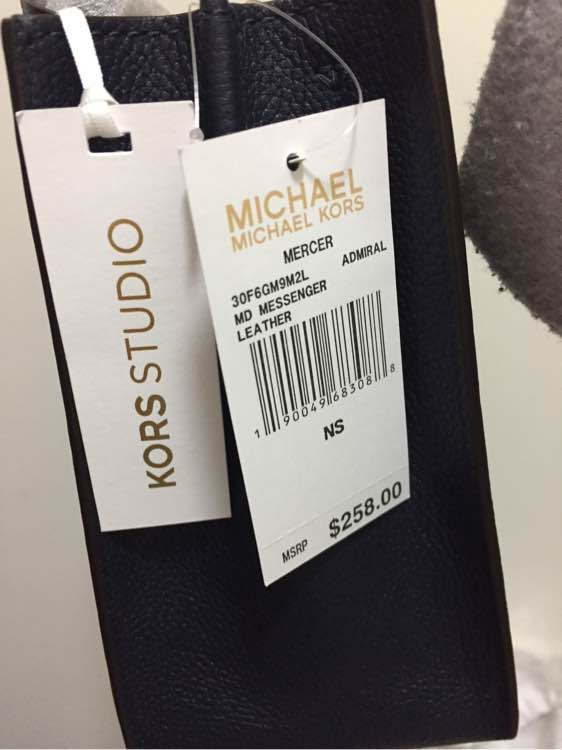 KORS STUDIO
MICHAEL
MICHAEL KORS
MERCER
30F6GM9M2L ADMIRAL
MD MESSENGER
LEATHER
1 90049 68308 8
NS
MSRP $258.00